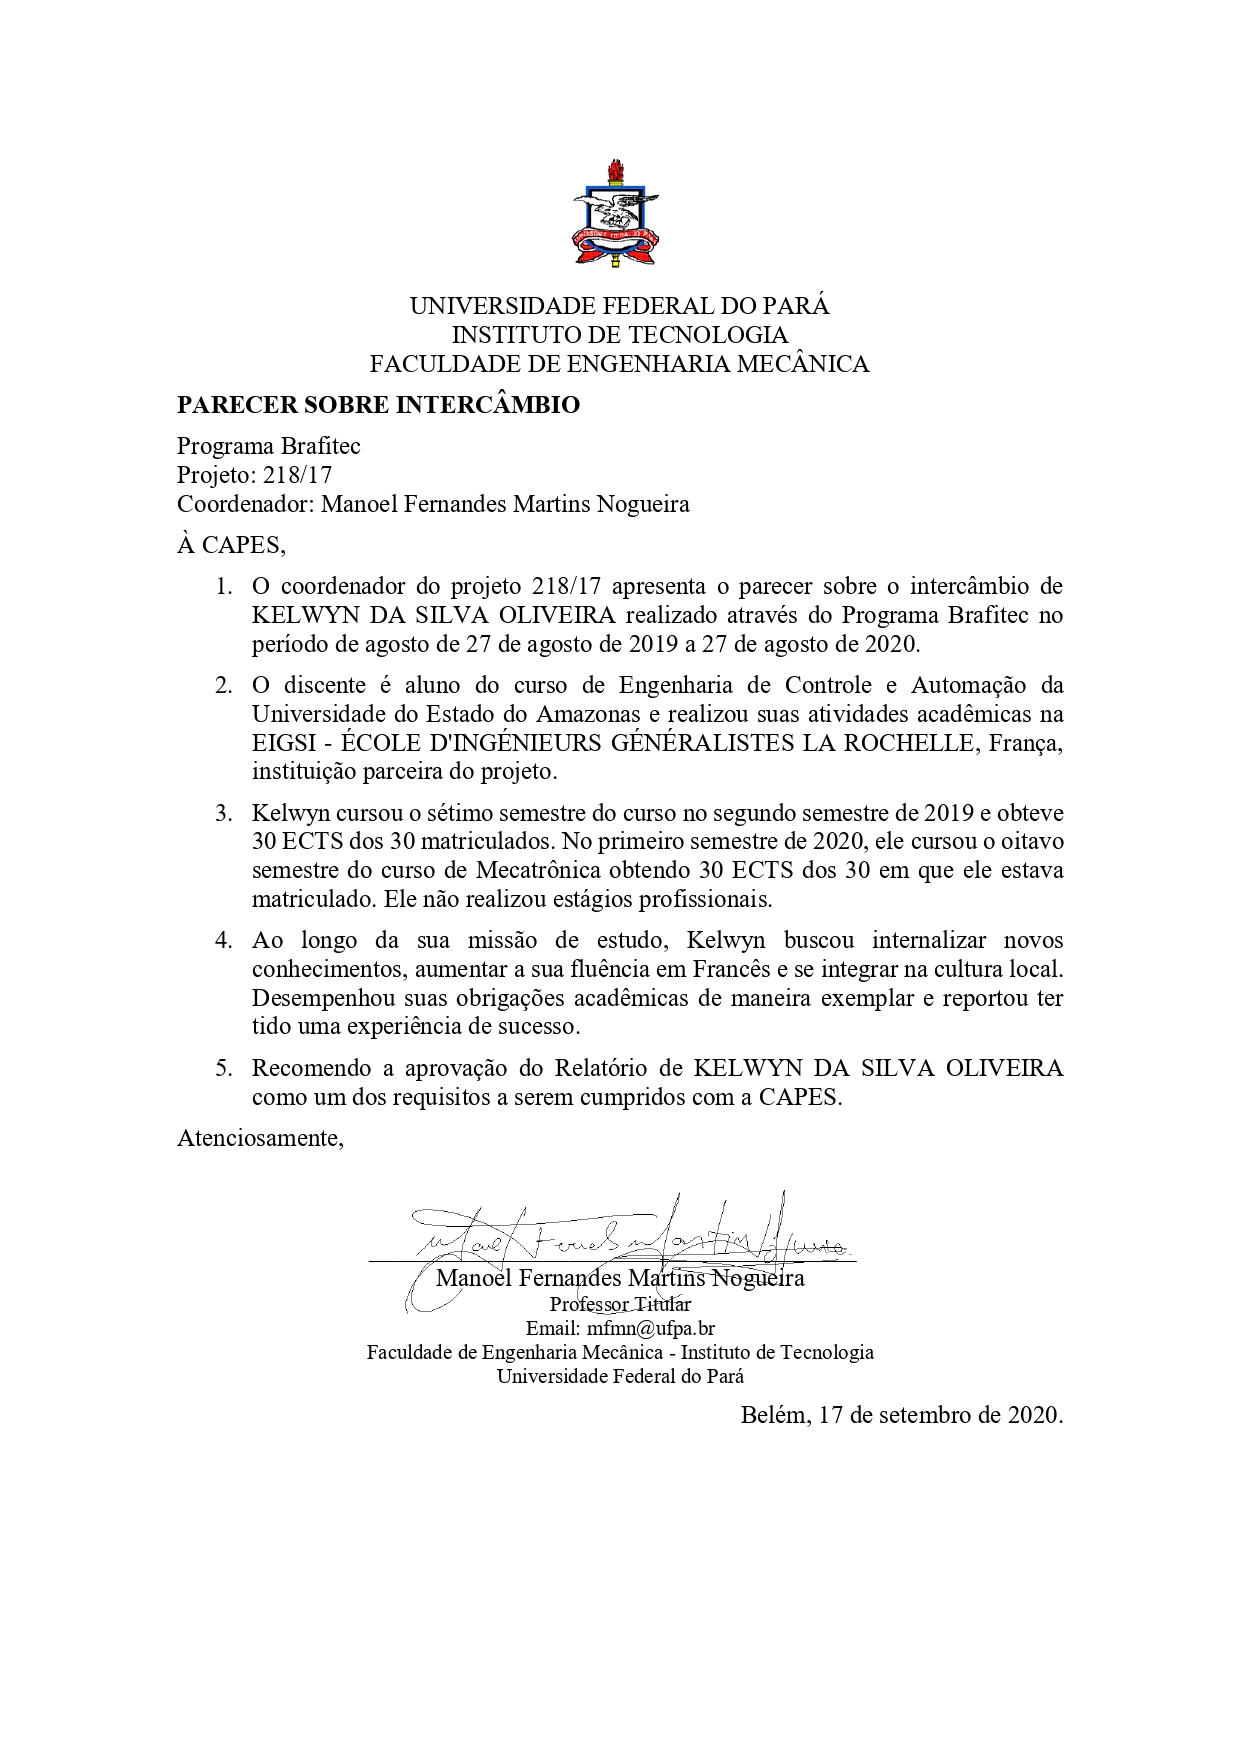 UNIVERSIDADE FEDERAL DO PARÁ
INSTITUTO DE TECNOLOGIA
FACULDADE DE ENGENHARIA MECÂNICA
PARECER SOBRE INTERCÂMBIO
Programa Brafitec
Projeto: 218/17
Coordenador: Manoel Fernandes Martins Nogueira
À CAPES,
1. O coordenador do projeto 218/17 apresenta o parecer sobre o intercâmbio de
KELWYN DA SILVA OLIVEIRA realizado através do Programa Brafitec no
período de agosto de 27 de agosto de 2019 a 27 de agosto de 2020.
2. O discente é aluno do curso de Engenharia de Controle e Automação da
Universidade do Estado do Amazonas e realizou suas atividades acadêmicas na
EIGSI - ÉCOLE D'INGÉNIEURS GÉNÉRALISTES LA ROCHELLE, França,
instituição parceira do projeto.
3. Kelwyn cursou o sétimo semestre do curso no segundo semestre de 2019 e obteve
30 ECTS dos 30 matriculados. No primeiro semestre de 2020, ele cursou o oitavo
semestre do curso de Mecatrônica obtendo 30 ECTS dos 30 em que ele estava
matriculado. Ele não realizou estágios profissionais.
4. Ao longo da sua missão de estudo, Kelwyn buscou internalizar novos
conhecimentos, aumentar a sua fluência em Francês e se integrar na cultura local.
Desempenhou suas obrigações acadêmicas de maneira exemplar e reportou ter
tido uma experiência de sucesso.
5. Recomendo a aprovação do Relatório de KELWYN DA SILVA OLIVEIRA
como um dos requisitos a serem cumpridos com a CAPES.
Atenciosamente,
Manoel Fernandes Martins Nogueira
Professor Titular
Email: mfmn@ufpa.br
Faculdade de Engenharia Mecânica - Instituto de Tecnologia
Universidade Federal do Pará
Belém, 17 de setembro de 2020.